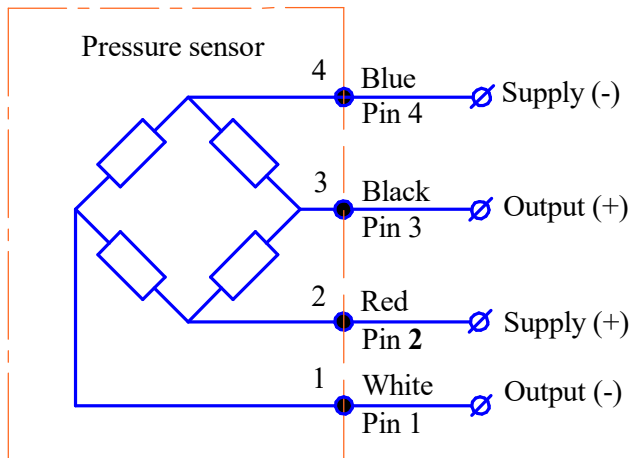 Pressure sensor
4 Blue Supply (-)
Pin 4
3 Black Output (+)
Pin 3
2 Red Supply (+)
Pin 2
1 White Output (-)
Pin 1